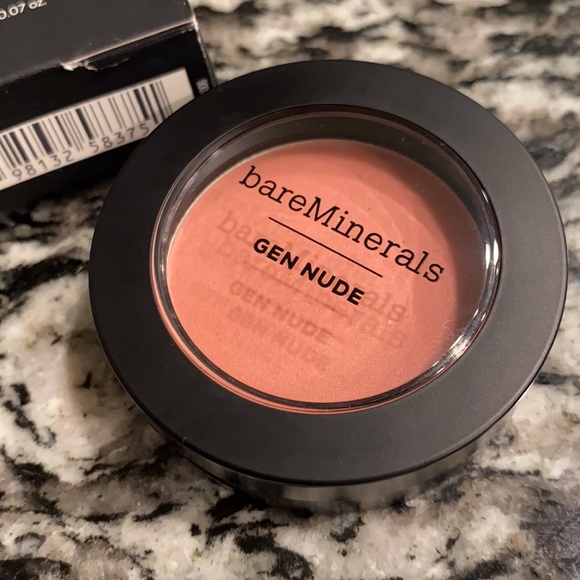 0.07 oz.
98132 58375
bareMinerals
GEN NUDE